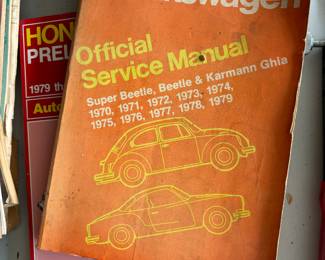 Official
Service Manual
Super Beetle, Beetle & Karmann Ghia
1970, 1971, 1972, 1973, 1974,
1975, 1976, 1977, 1978, 1979
HON
PREL
1979 th
Auto